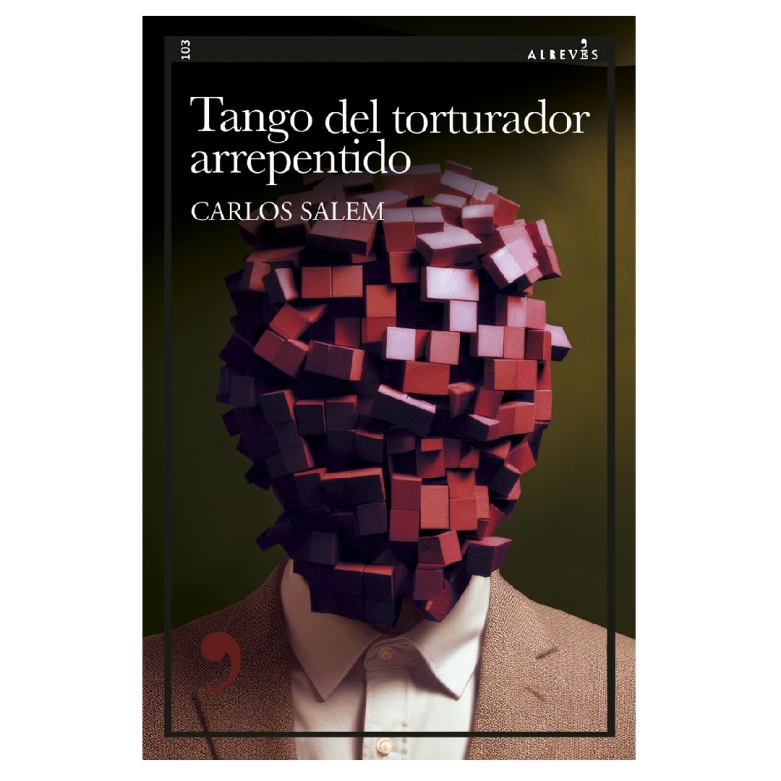 103
ALREVÉS
Tango del torturador
arrepentido
CARLOS SALEM